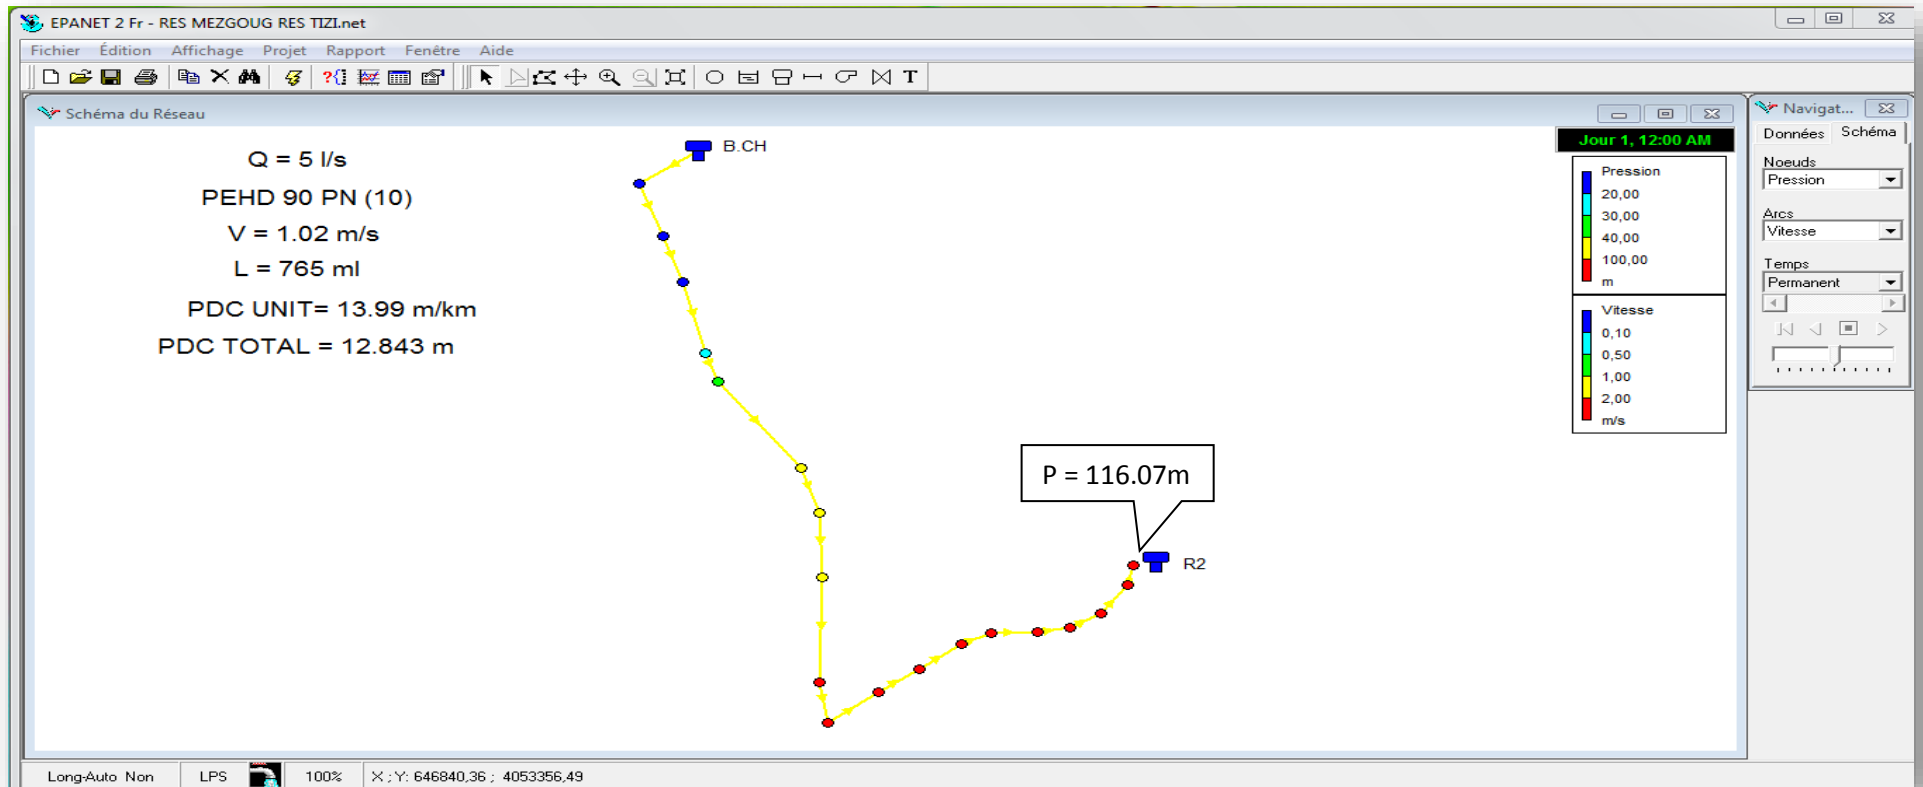 EPANET 2 Fr - RES MEZGOUG RES TIZI.net
Fichier Édition Affichage Projet Rapport Fenêtre Aide
T
Schéma du Réseau
Q = 5 l/s
PEHD 90 PN (10)
V = 1.02 m/s
L = 765 ml
PDC UNIT= 13.99 m/km
PDC TOTAL = 12.843 m
B.CH
P = 116.07m
R2
Jour 1, 12:00 AM
Pression
20,00
30,00
40,00
100,00
m
Vitesse
0,10
0,50
1,00
2,00
m/s
Navigat...
Données Schéma
Noeuds
Pression
Arcs
Vitesse
Temps
Permanent
Long-Auto Non LPS 100% X ; Y: 646840,36 ; 4053356,49